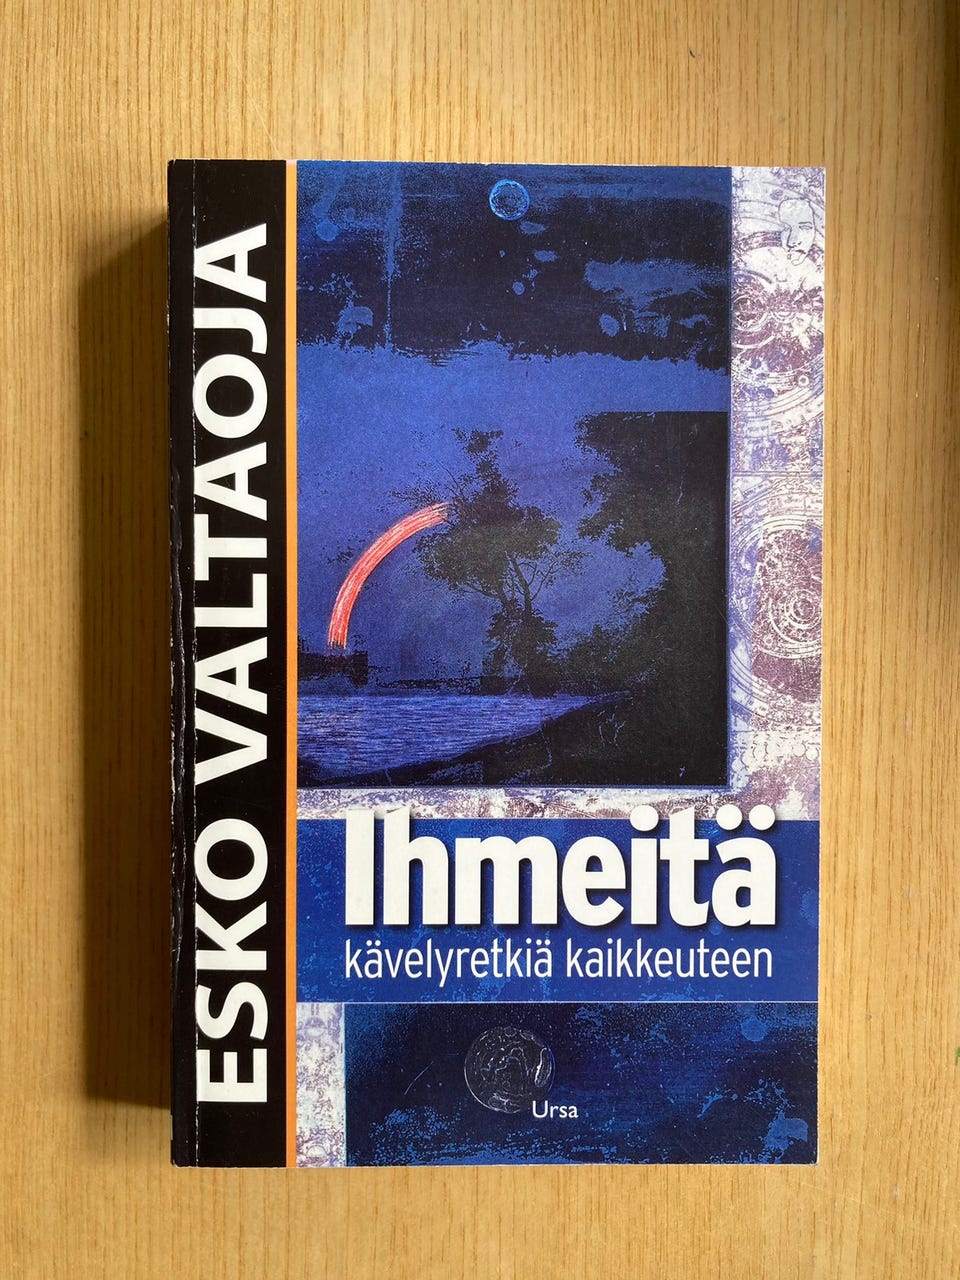 ESKO VALTAOJA
Ihmeitä
kävelyretkiä kaikkeuteen
Ursa